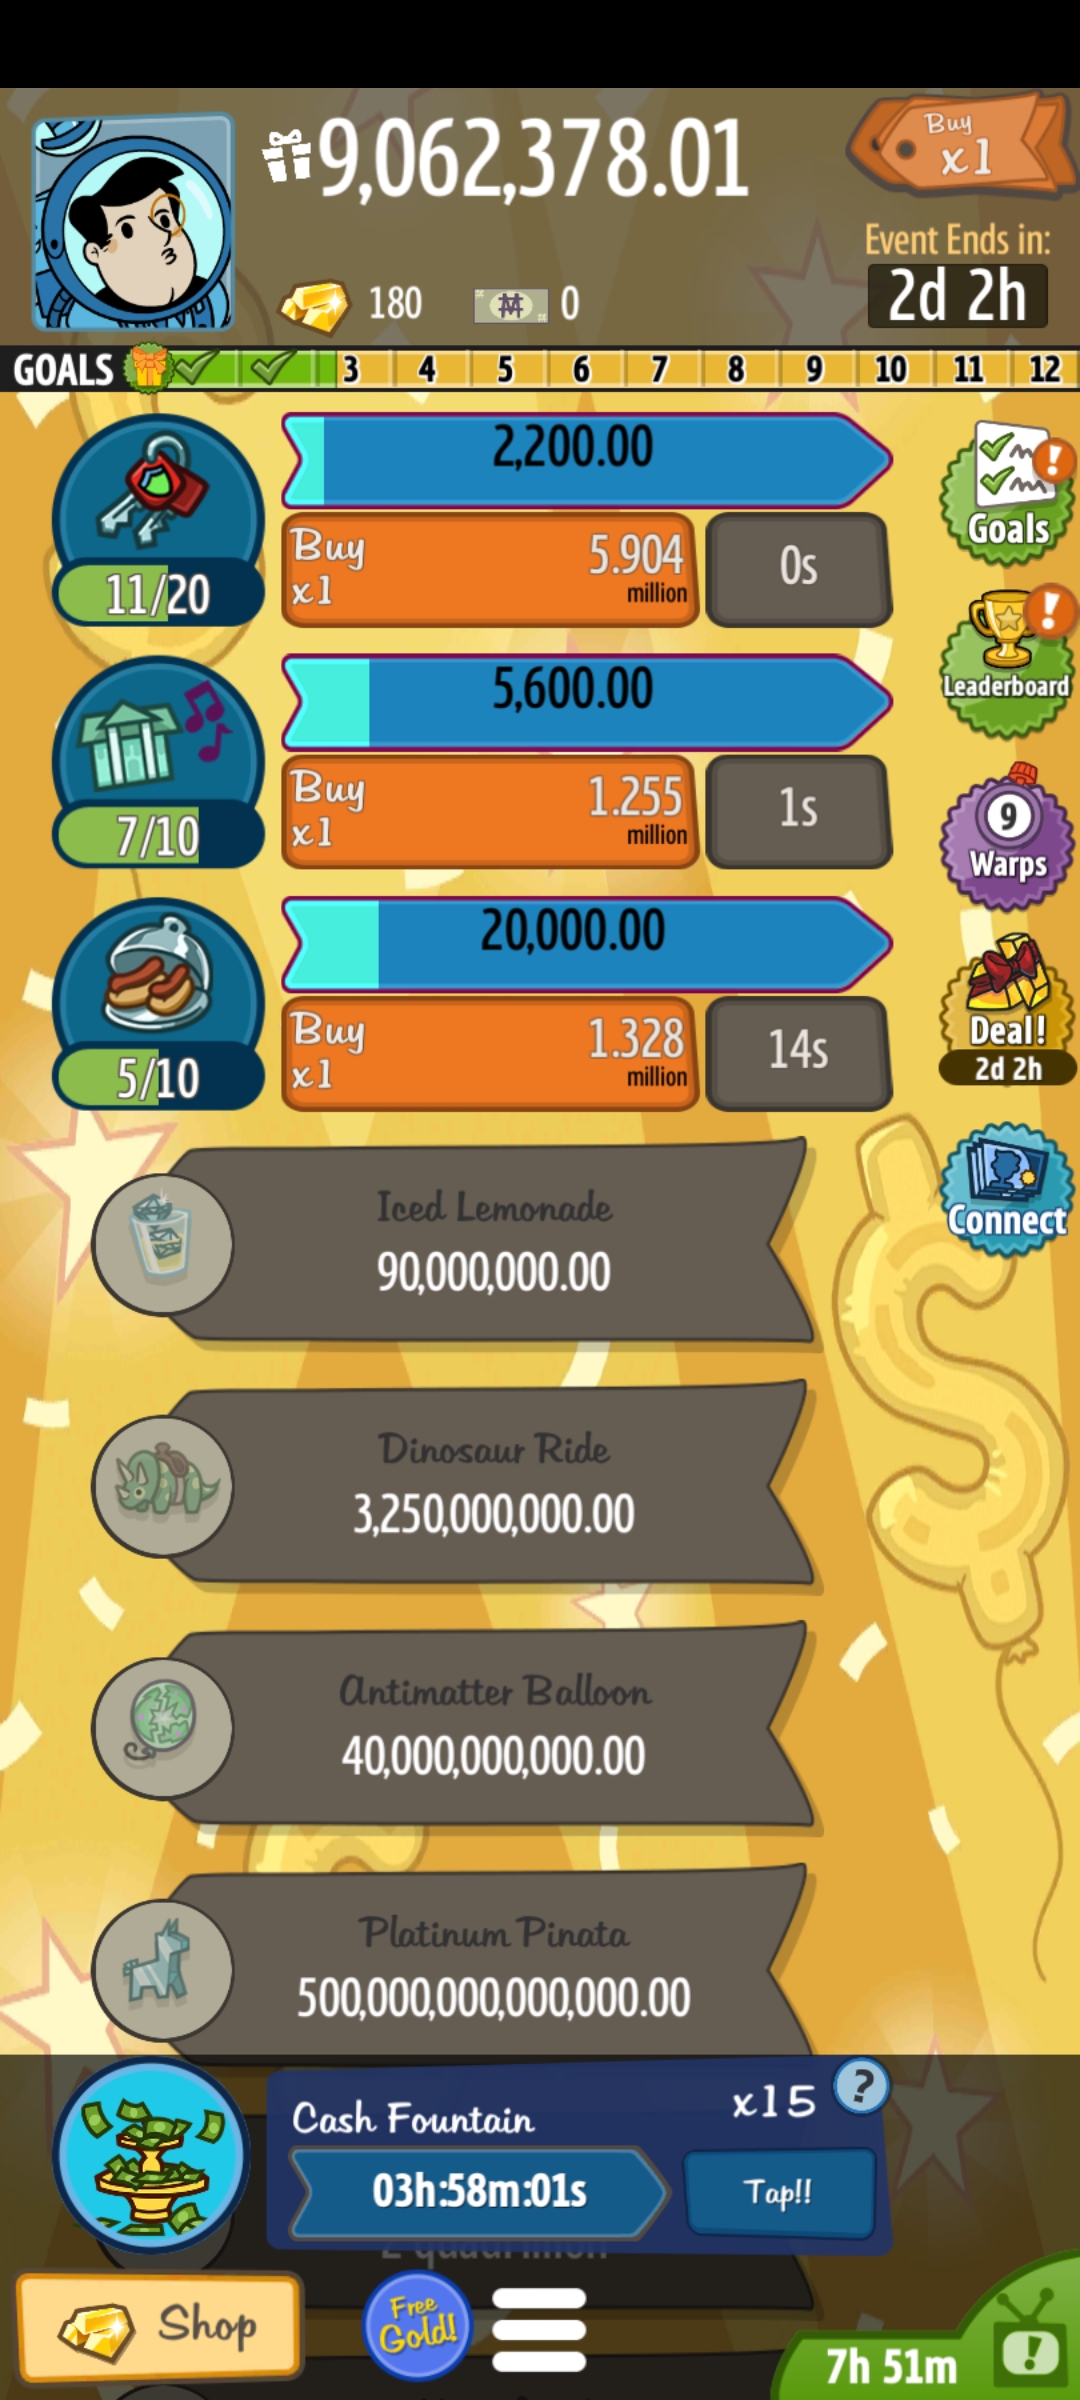 9,062,378.01
Buy
x1
Event Ends in:
2d 2h
180
0
GOALS
3 4 5 6 7 8 9 10 11 12
2,200.00
Buy
x1
5.904
million
0s
11/20
Goals
5,600.00
Buy
x1
1.255
million
1s
7/10
Leaderboard
9
Warps
20,000.00
Buy
x1
1.328
million
14s
5/10
Deal!
2d 2h
Connect
Iced Lemonade
90,000,000.00
Dinosaur Ride
3,250,000,000.00
Antimatter Balloon
40,000,000,000.00
Platinum Pinata
500,000,000,000,000.00
Cash Fountain
x15
?
03h:58m:01s
Tap!!
2 quadrillion
Shop
Free
Gold!
7h 51m